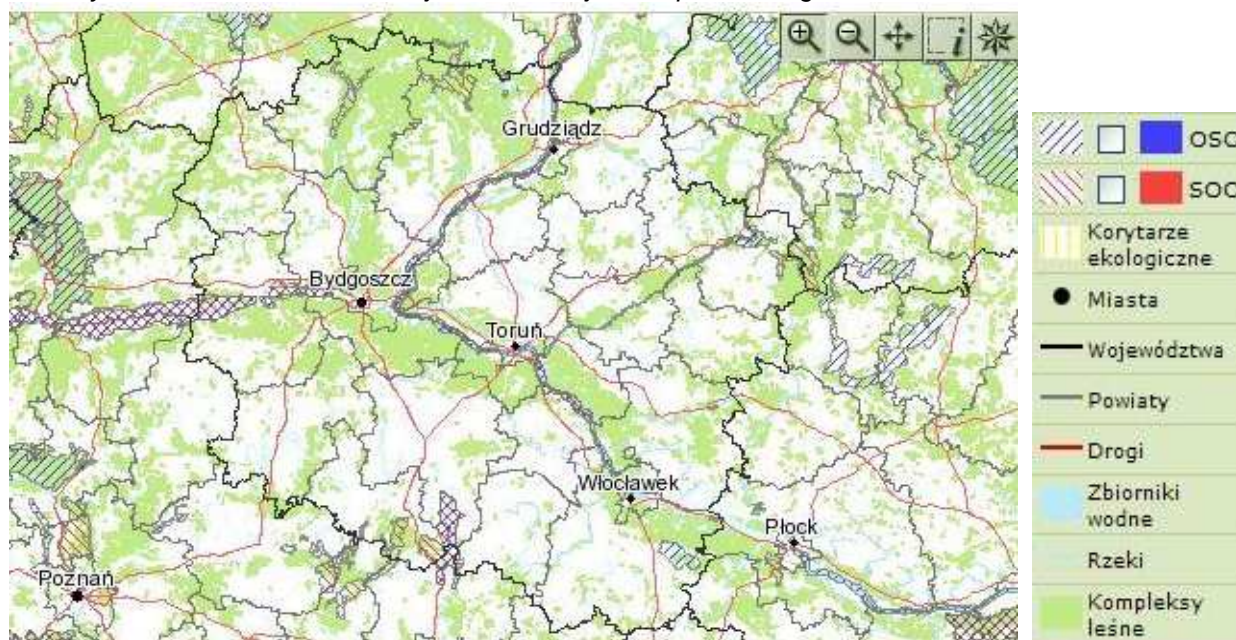 Grudziądz
Bydgoszcz
Toruń
Włocławek
Płock
Poznań
i
OSO
SOO
Korytarze
ekologiczne
Miasta
Województwa
Powiaty
Drogi
Zbiorniki
wodne
Rzeki
Kompleksy
leśne